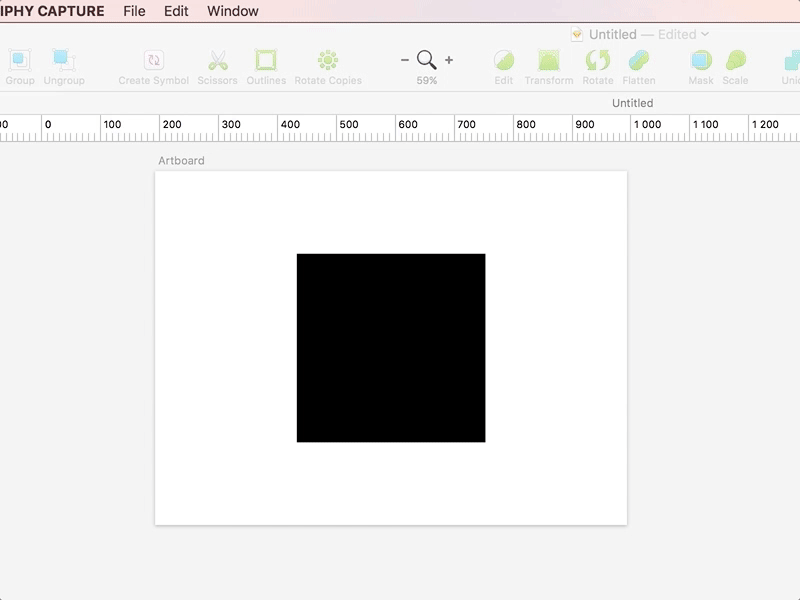 IPHY CAPTURE File Edit Window
Untitled — Edited
Group Ungroup Create Symbol Scissors Outlines Rotate Copies 59% Edit Transform Rotate Flatten Mask Scale
Untitled
0 100 200 300 400 500 600 700 800 900 1 000 1 100 1 200
Artboard